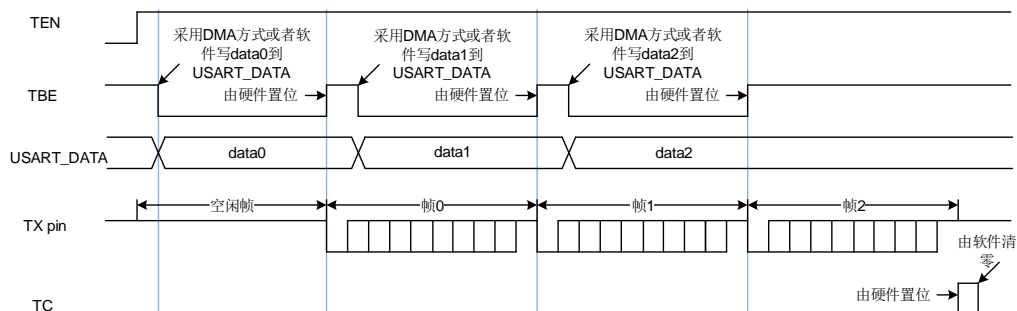 TEN
采用DMA方式或者软
件写data0到
USART_DATA
采用DMA方式或者软
件写data1到
USART_DATA
采用DMA方式或者软
件写data2到
USART_DATA
TBE
由硬件置位
由硬件置位
由硬件置位
USART_DATA
data0
data1
data2
空闲帧
帧0
帧1
帧2
TX pin
由软件清
零
由硬件置位
TC